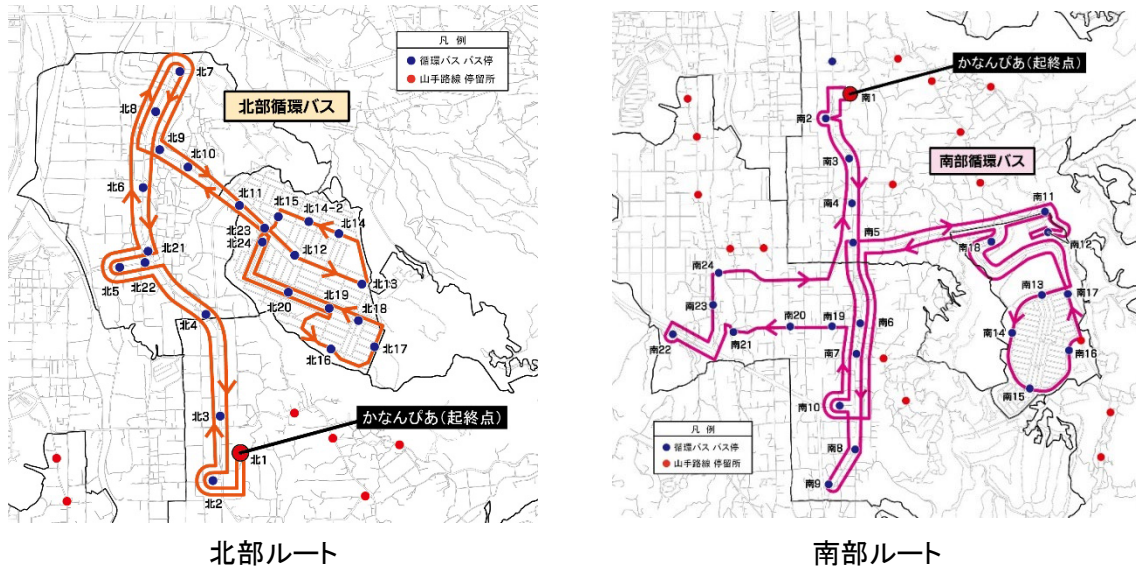 凡 例
循環バス バス停
山手路線 停留所
北部循環バス
北7
北8
北9
北10
北6
北11
北15
北14-2
北14
北23
北24
北12
北21
北5
北22
北13
北20
北19
北18
北4
北16
北17
北3
かなんぴあ(起終点)
北1
北2
北部ルート
かなんぴあ(起終点)
南1
南2
南部循環バス
南3
南4
南11
南5
南18
南12
南24
南13
南17
南23
南20
南19
南6
南14
南22
南21
南7
南16
南10
南15
凡 例
循環バス バス停
山手路線 停留所
南8
南9
南部ルート